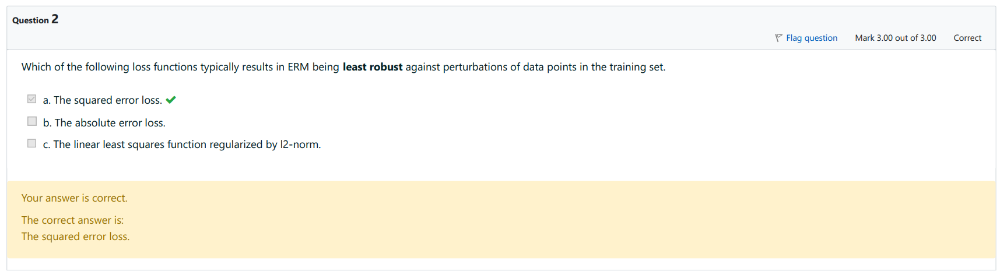 Question 2
Flag question Mark 3.00 out of 3.00 Correct
Which of the following loss functions typically results in ERM being least robust against perturbations of data points in the training set.
a. The squared error loss.
b. The absolute error loss.
c. The linear least squares function regularized by l2-norm.
Your answer is correct.
The correct answer is:
The squared error loss.